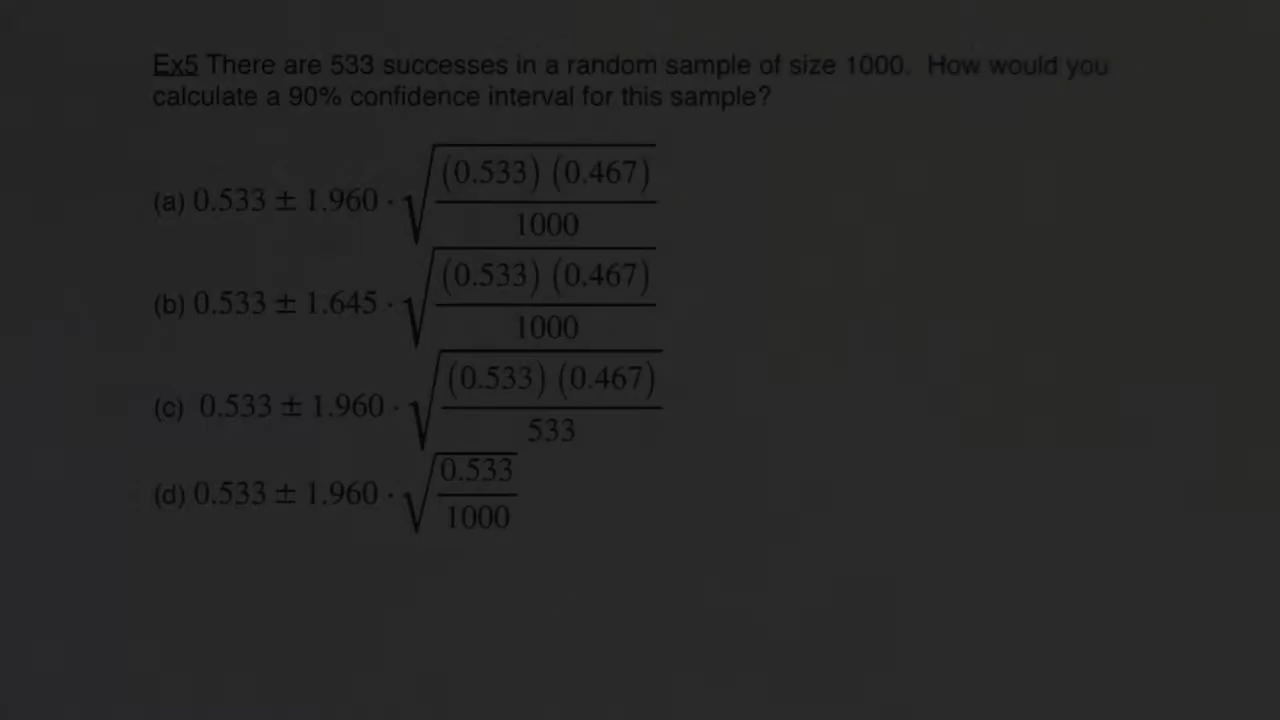 Ex5 There are 533 successes in a random sample of size 1000. How would you
calculate a 90% confidence interval for this sample?
(a) 0.533 ± 1.960 · √((0.533) (0.467) / 1000)
(b) 0.533 ± 1.645 · √((0.533) (0.467) / 1000)
(c) 0.533 ± 1.960 · √((0.533) (0.467) / 533)
(d) 0.533 ± 1.960 · √(0.533 / 1000)